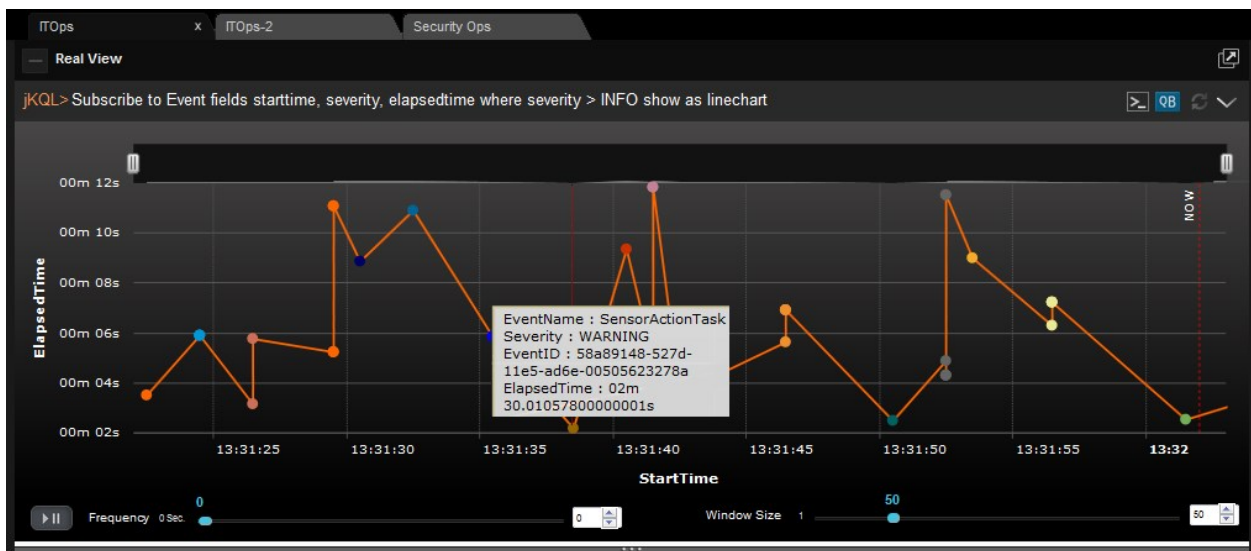 ITOps x ITOps-2 Security Ops
Real View
jKQL> Subscribe to Event fields starttime, severity, elapsedtime where severity > INFO show as linechart
>_ QB
00m 12s
00m 10s
00m 08s
00m 06s
00m 04s
00m 02s
ElapsedTime
NOW
EventName : SensorActionTask
Severity : WARNING
EventID : 58a89148-527d-
11e5-ad6e-00505623278a
ElapsedTime : 02m
30.01057800000001s
13:31:25 13:31:30 13:31:35 13:31:40 13:31:45 13:31:50 13:31:55 13:32
StartTime
Frequency 0 Sec. 0 0 Window Size 1 50 50